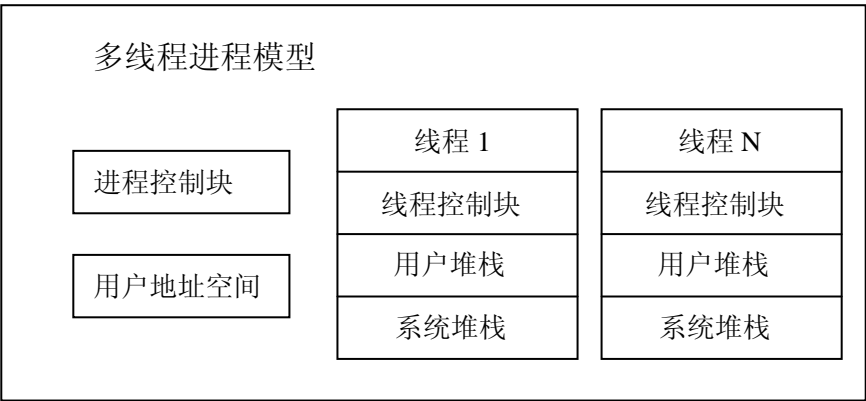 多线程进程模型
进程控制块
用户地址空间
线程 1
线程控制块
用户堆栈
系统堆栈
线程 N
线程控制块
用户堆栈
系统堆栈